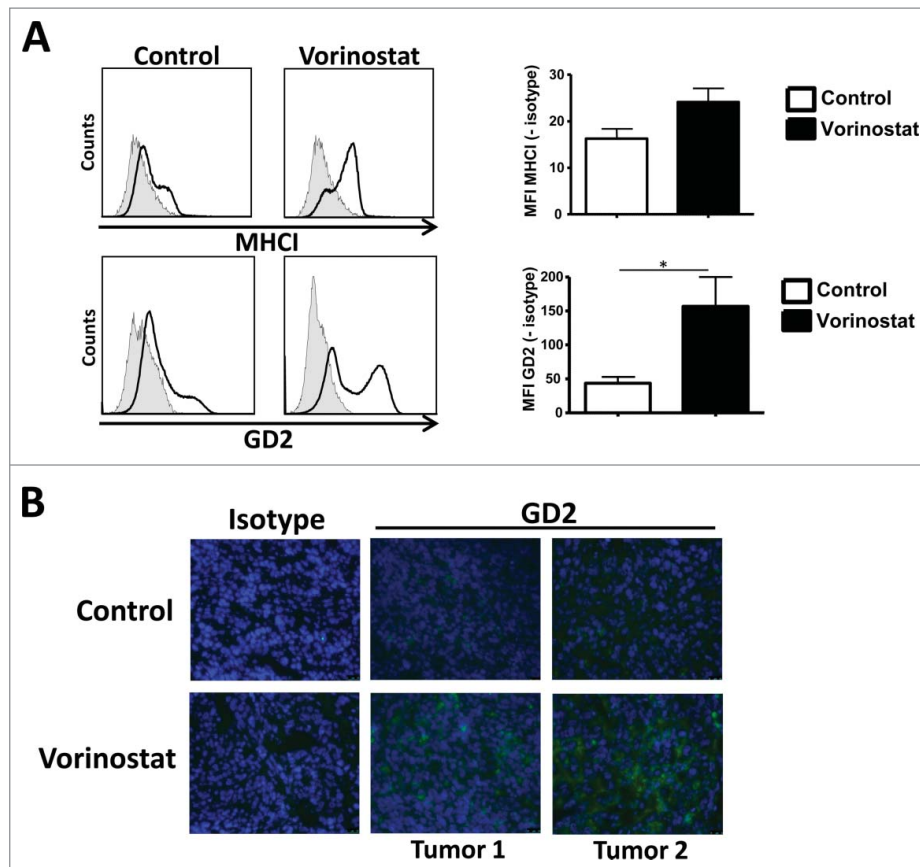 A
Control
Vorinostat
Counts
MHCI
Counts
GD2
MFI MHCI (- isotype)
30
20
10
0
Control
Vorinostat
MFI GD2 (- isotype)
200
150
100
50
0
*
Control
Vorinostat
B
Isotype
GD2
Control
Vorinostat
Tumor 1
Tumor 2